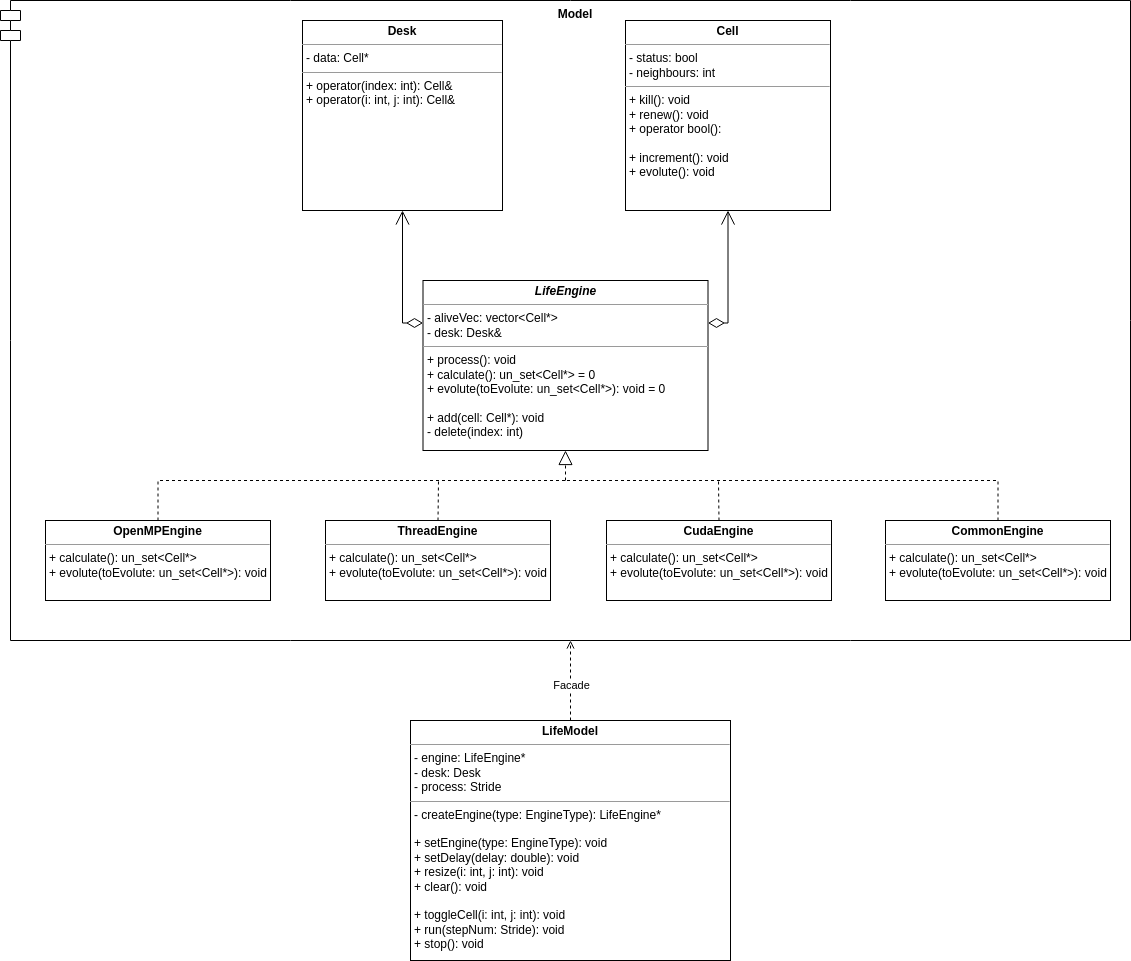 Model
Desk
- data: Cell*
+ operator(index: int): Cell&
+ operator(i: int, j: int): Cell&
Cell
- status: bool
- neighbours: int
+ kill(): void
+ renew(): void
+ operator bool():
+ increment(): void
+ evolute(): void
LifeEngine
- aliveVec: vector<Cell*>
- desk: Desk&
+ process(): void
+ calculate(): un_set<Cell*> = 0
+ evolute(toEvolute: un_set<Cell*>): void = 0
+ add(cell: Cell*): void
- delete(index: int)
OpenMPEngine
+ calculate(): un_set<Cell*>
+ evolute(toEvolute: un_set<Cell*>): void
ThreadEngine
+ calculate(): un_set<Cell*>
+ evolute(toEvolute: un_set<Cell*>): void
CudaEngine
+ calculate(): un_set<Cell*>
+ evolute(toEvolute: un_set<Cell*>): void
CommonEngine
+ calculate(): un_set<Cell*>
+ evolute(toEvolute: un_set<Cell*>): void
Facade
LifeModel
- engine: LifeEngine*
- desk: Desk
- process: Stride
- createEngine(type: EngineType): LifeEngine*
+ setEngine(type: EngineType): void
+ setDelay(delay: double): void
+ resize(i: int, j: int): void
+ clear(): void
+ toggleCell(i: int, j: int): void
+ run(stepNum: Stride): void
+ stop(): void